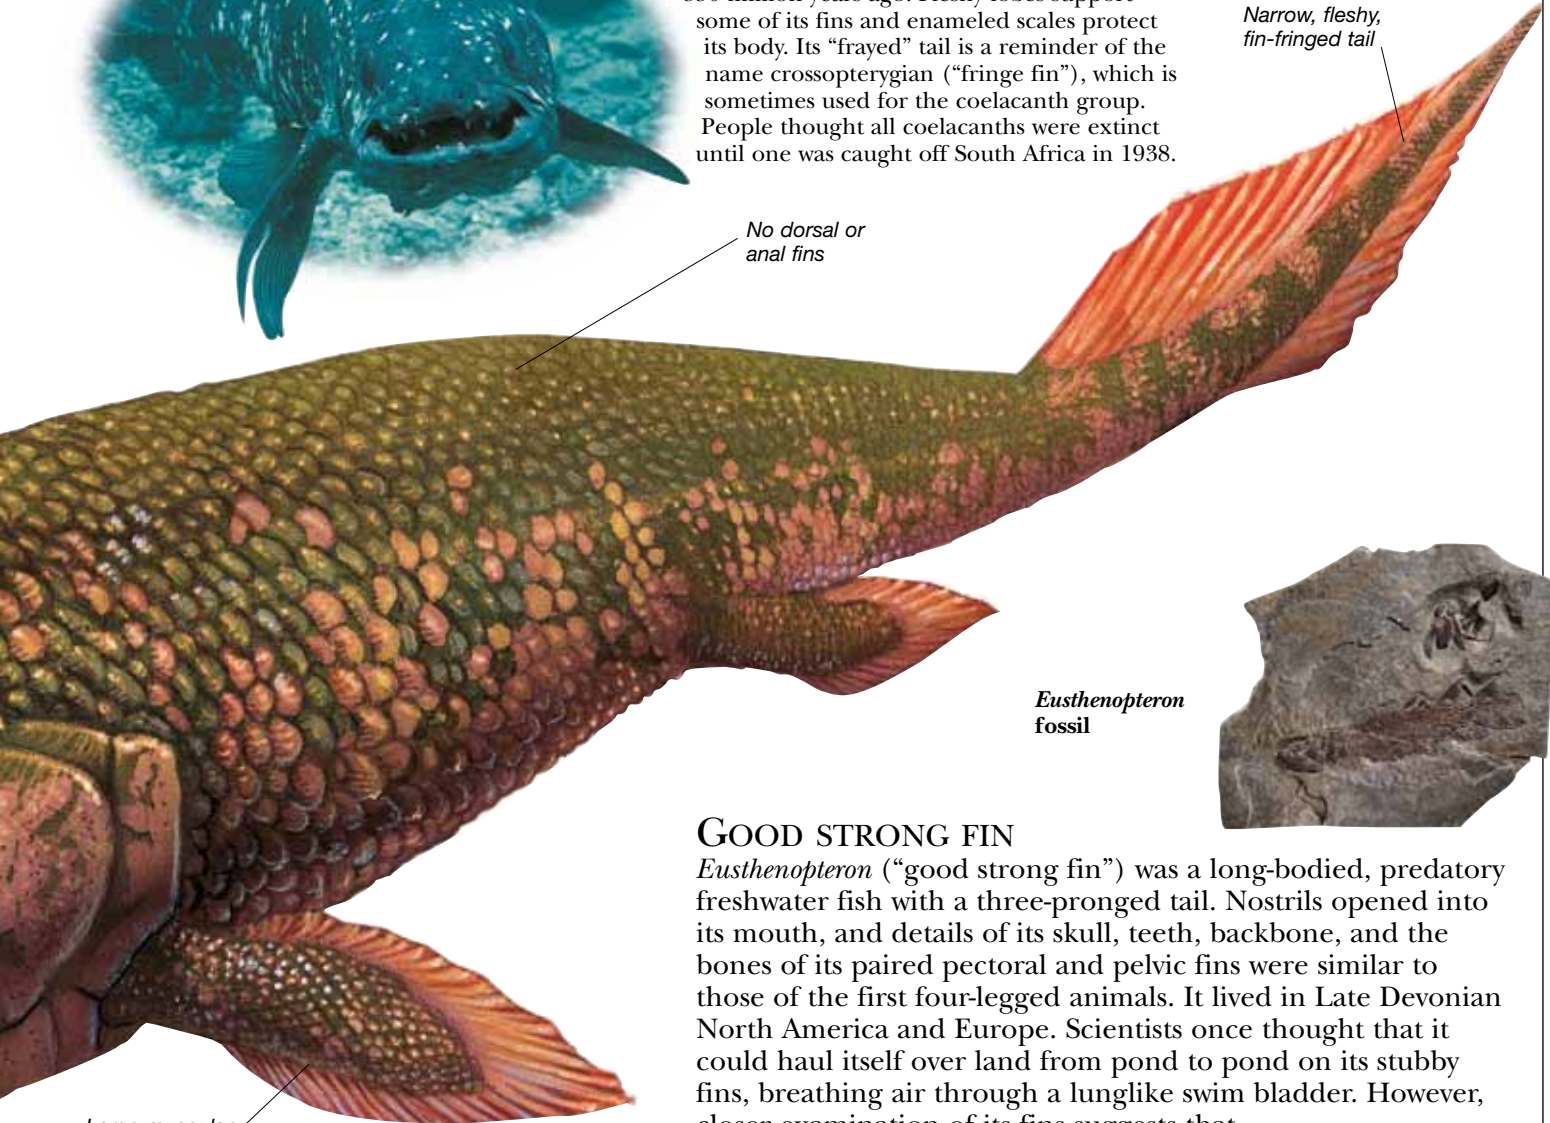 some of its fins and enameled scales protect
its body. Its “frayed” tail is a reminder of the
name crossopterygian (“fringe fin”), which is
sometimes used for the coelacanth group.
People thought all coelacanths were extinct
until one was caught off South Africa in 1938.
Narrow, fleshy,
fin-fringed tail
No dorsal or
anal fins
Eusthenopteron
fossil
GOOD STRONG FIN
Eusthenopteron (“good strong fin”) was a long-bodied, predatory
freshwater fish with a three-pronged tail. Nostrils opened into
its mouth, and details of its skull, teeth, backbone, and the
bones of its paired pectoral and pelvic fins were similar to
those of the first four-legged animals. It lived in Late Devonian
North America and Europe. Scientists once thought that it
could haul itself over land from pond to pond on its stubby
fins, breathing air through a lunglike swim bladder. However,
closer examination of its fins suggests that